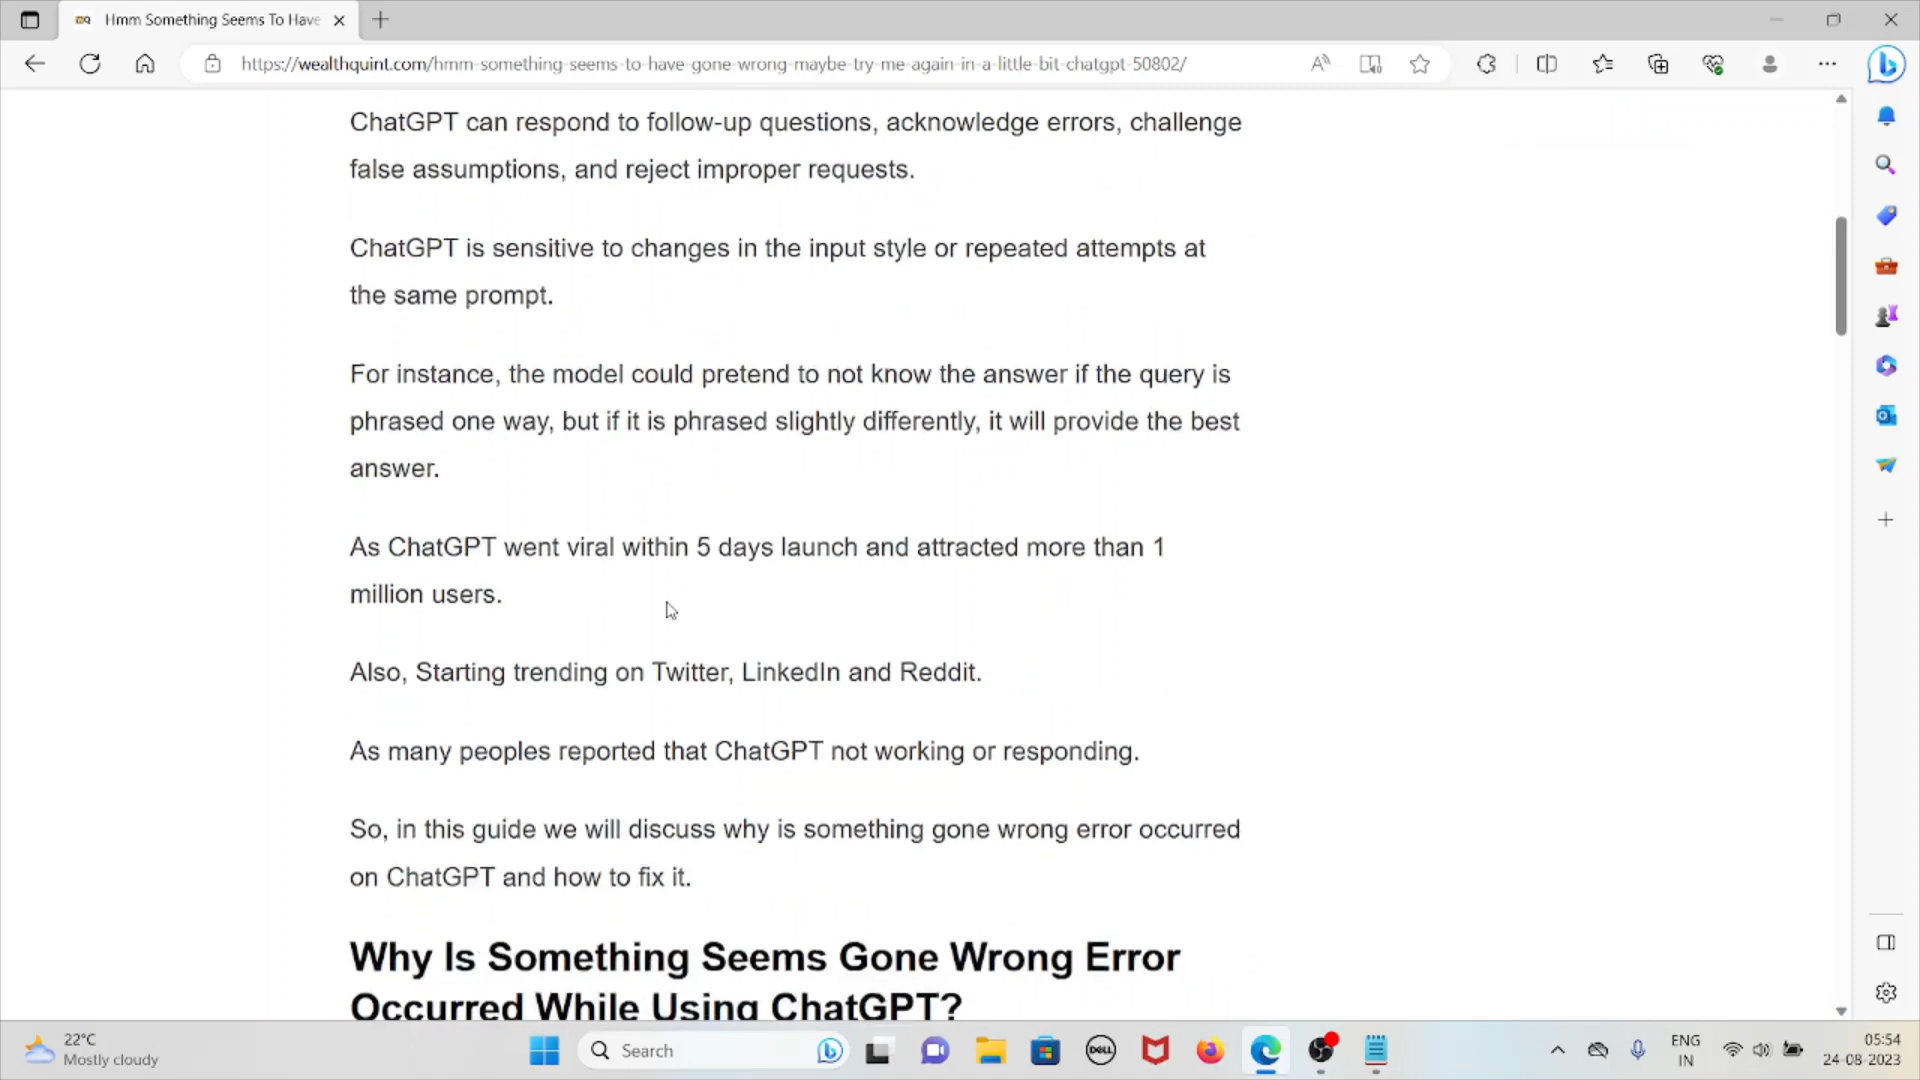 Hmm Something Seems To Have
https://wealthquint.com/hmm-something-seems-to-have-gone-wrong-maybe-try-me-again-in-a-little-bit-chatgpt-50802/
ChatGPT can respond to follow-up questions, acknowledge errors, challenge
false assumptions, and reject improper requests.
ChatGPT is sensitive to changes in the input style or repeated attempts at
the same prompt.
For instance, the model could pretend to not know the answer if the query is
phrased one way, but if it is phrased slightly differently, it will provide the best
answer.
As ChatGPT went viral within 5 days launch and attracted more than 1
million users.
Also, Starting trending on Twitter, LinkedIn and Reddit.
As many peoples reported that ChatGPT not working or responding.
So, in this guide we will discuss why is something gone wrong error occurred
on ChatGPT and how to fix it.
Why Is Something Seems Gone Wrong Error
Occurred While Using ChatGPT?
22°C
Mostly cloudy
Search
DELL
ENG
IN
05:54
24-08-2023